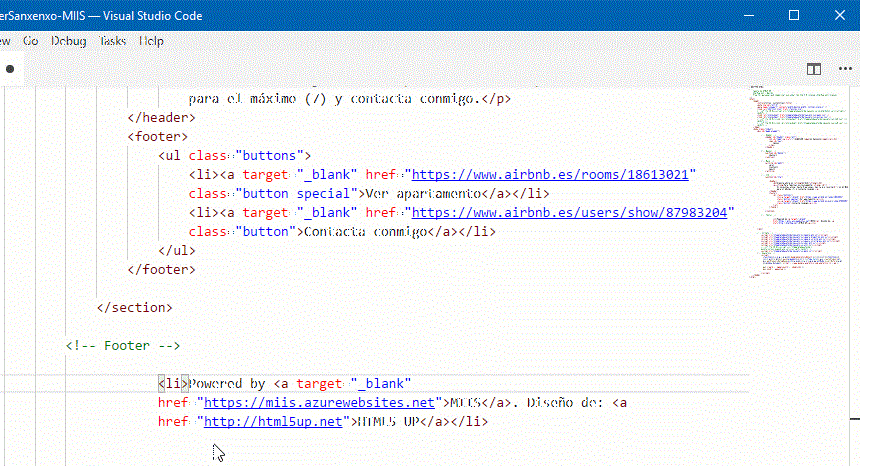 erSanxenxo-MIIS — Visual Studio Code
ew Go Debug Tasks Help
para el máximo (7) y contacta conmigo.</p>
</header>
<footer>
<ul class="buttons">
<li><a target="_blank" href="https://www.airbnb.es/rooms/18613021"
class="button special">Ver apartamento</a></li>
<li><a target="_blank" href="https://www.airbnb.es/users/show/87983204"
class="button">Contacta conmigo</a></li>
</ul>
</footer>
</section>
<!-- Footer -->
<li>Powered by <a target="_blank"
href="https://miis.azurewebsites.net">MIIS</a>. Diseño de: <a
href="http://html5up.net">HTML5 UP</a></li>